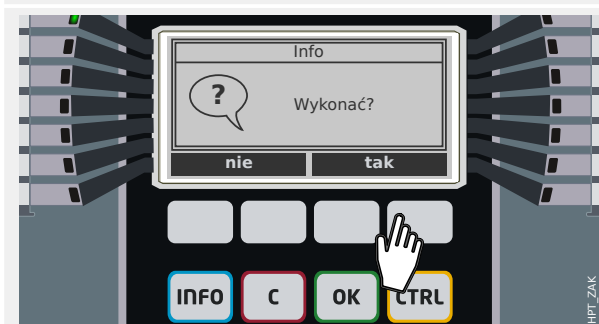 Info
?
Wykonać?
nie tak
INFO C OK CTRL
HPT_ZAK